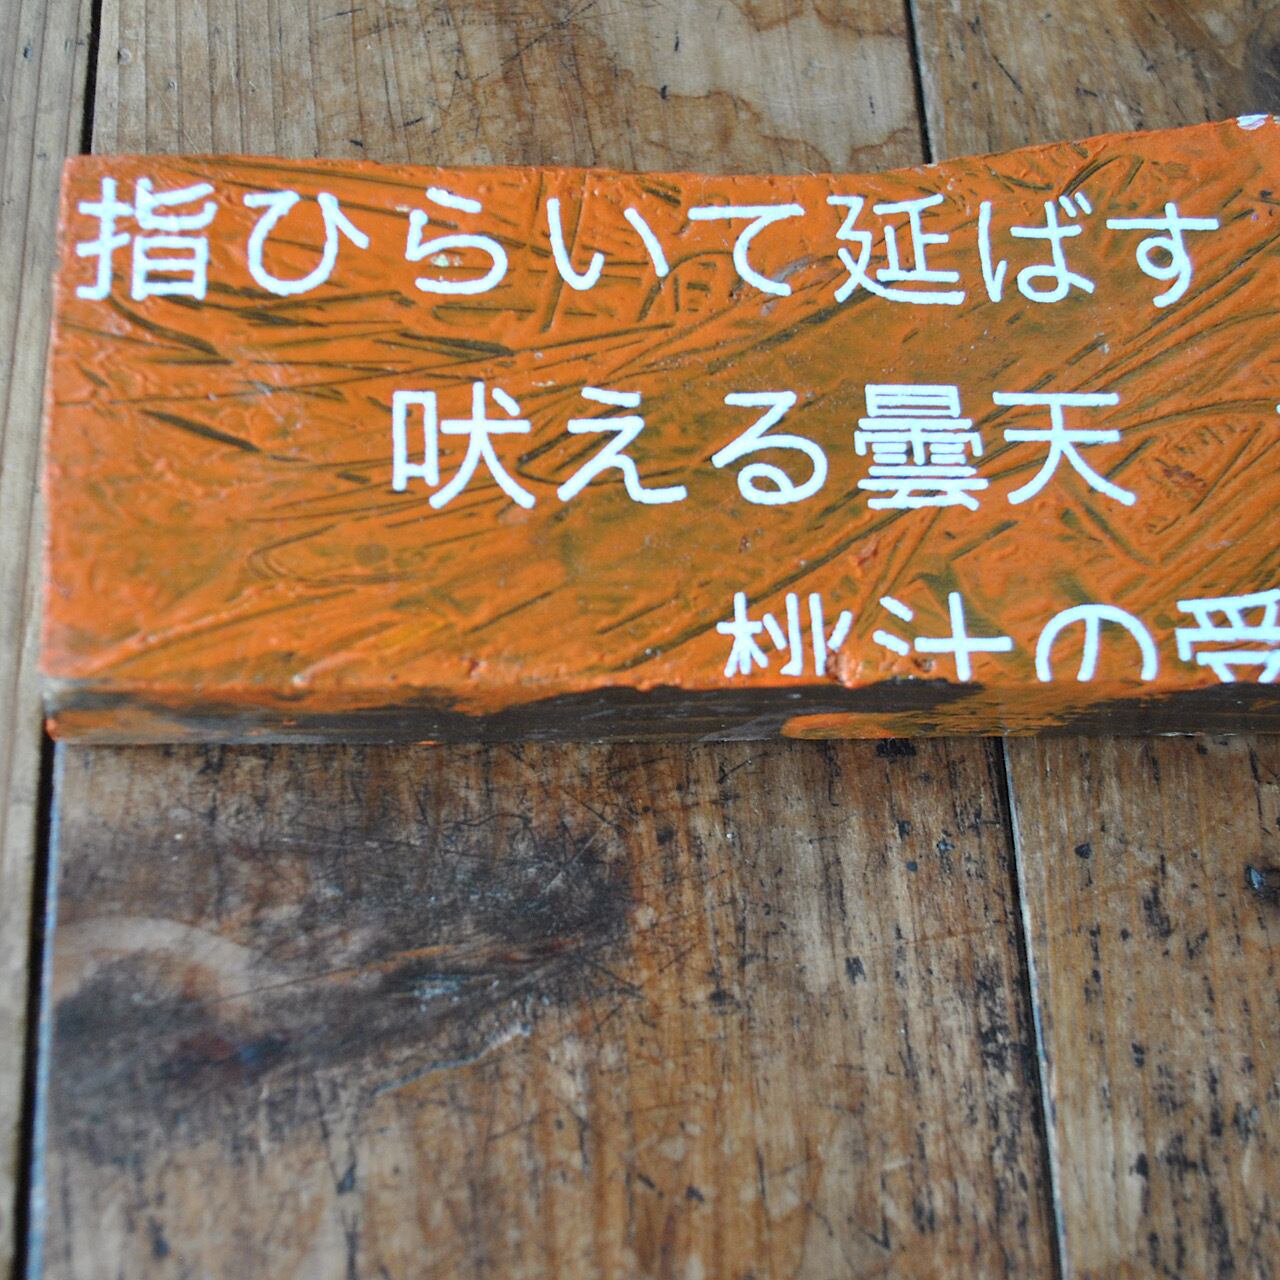 指ひらいて延ばす
吠える曇天
桃汁の